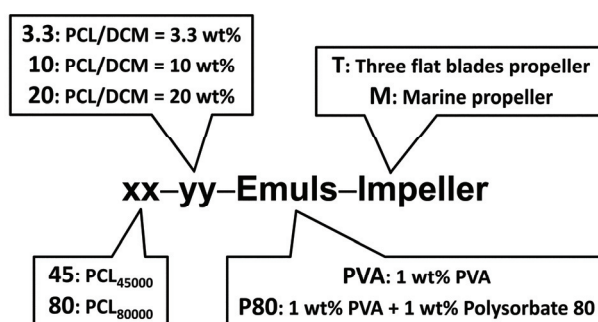 3.3: PCL/DCM = 3.3 wt%
10: PCL/DCM = 10 wt%
20: PCL/DCM = 20 wt%
T: Three flat blades propeller
M: Marine propeller
xx–yy–Emuls–Impeller
45: PCL45000
80: PCL80000
PVA: 1 wt% PVA
P80: 1 wt% PVA + 1 wt% Polysorbate 80